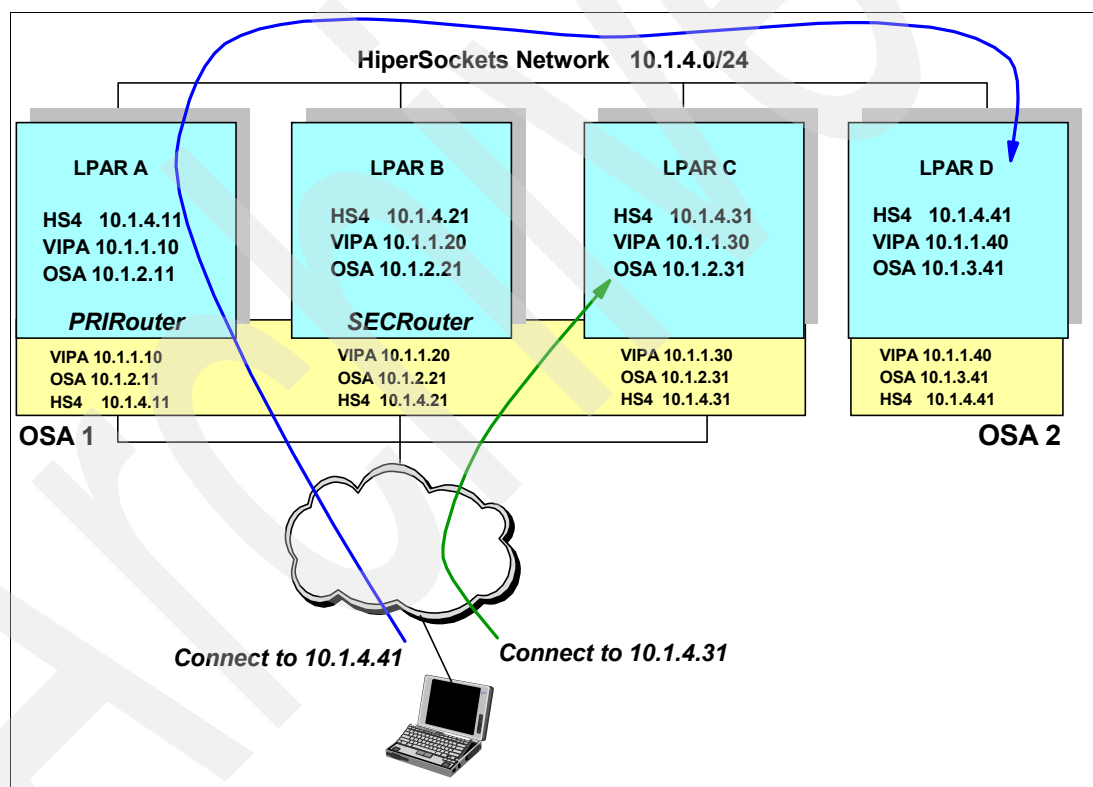 HiperSockets Network 10.1.4.0/24
LPAR A
HS4 10.1.4.11
VIPA 10.1.1.10
OSA 10.1.2.11
PRIRouter
LPAR B
HS4 10.1.4.21
VIPA 10.1.1.20
OSA 10.1.2.21
SECRouter
LPAR C
HS4 10.1.4.31
VIPA 10.1.1.30
OSA 10.1.2.31
LPAR D
HS4 10.1.4.41
VIPA 10.1.1.40
OSA 10.1.3.41
VIPA 10.1.1.10
OSA 10.1.2.11
HS4 10.1.4.11
VIPA 10.1.1.20
OSA 10.1.2.21
HS4 10.1.4.21
VIPA 10.1.1.30
OSA 10.1.2.31
HS4 10.1.4.31
VIPA 10.1.1.40
OSA 10.1.3.41
HS4 10.1.4.41
OSA 1
OSA 2
Connect to 10.1.4.41
Connect to 10.1.4.31